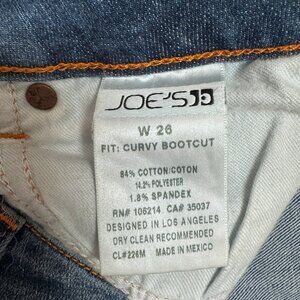 JOE'S
W 26
FIT: CURVY BOOTCUT
84% COTTON/COTON
14.2% POLYESTER
1.8% SPANDEX
RN# 106214 CA# 35037
DESIGNED IN LOS ANGELES
DRY CLEAN RECOMMENDED
CL#226M MADE IN MEXICO